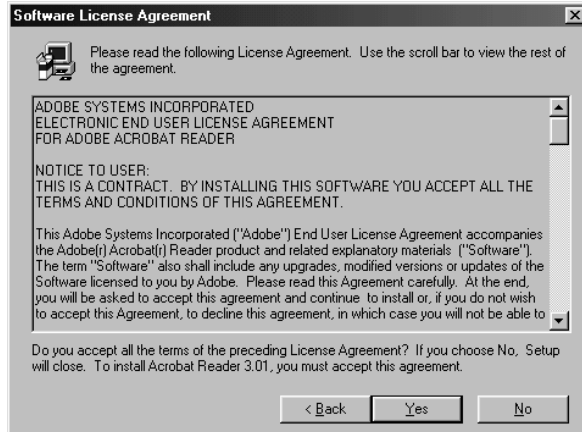 Software License Agreement
Please read the following License Agreement. Use the scroll bar to view the rest of
the agreement.
ADOBE SYSTEMS INCORPORATED
ELECTRONIC END USER LICENSE AGREEMENT
FOR ADOBE ACROBAT READER
NOTICE TO USER:
THIS IS A CONTRACT. BY INSTALLING THIS SOFTWARE YOU ACCEPT ALL THE
TERMS AND CONDITIONS OF THIS AGREEMENT.
This Adobe Systems Incorporated ("Adobe") End User License Agreement accompanies
the Adobe(r) Acrobat(r) Reader product and related explanatory materials ("Software").
The term "Software" also shall include any upgrades, modified versions or updates of the
Software licensed to you by Adobe. Please read this Agreement carefully. At the end,
you will be asked to accept this agreement and continue to install or, if you do not wish
to accept this Agreement, to decline this agreement, in which case you will not be able to
Do you accept all the terms of the preceding License Agreement? If you choose No, Setup
will close. To install Acrobat Reader 3.01, you must accept this agreement.
< Back Yes No